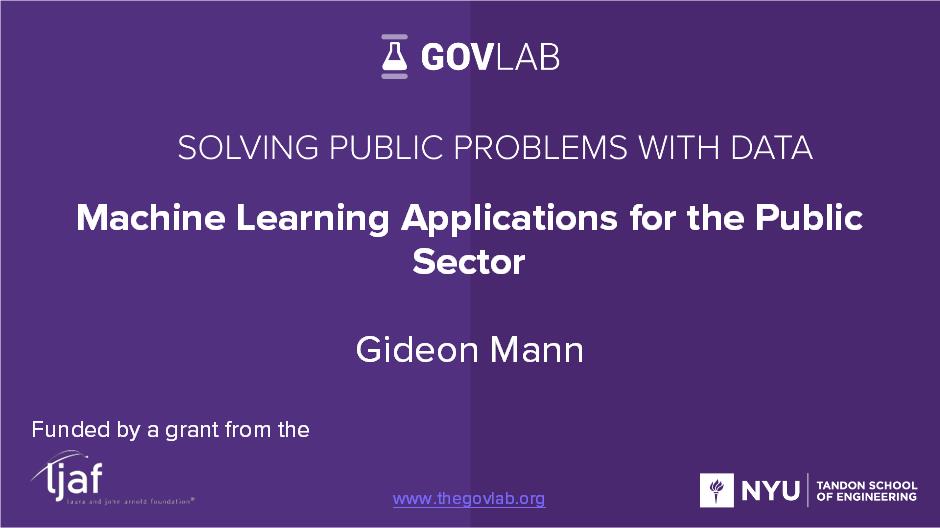 GOVLAB
SOLVING PUBLIC PROBLEMS WITH DATA
Machine Learning Applications for the Public
Sector
Gideon Mann
Funded by a grant from the
ljaf
laura and john arnold foundation®
www.thegovlab.org
NYU TANDON SCHOOL
OF ENGINEERING